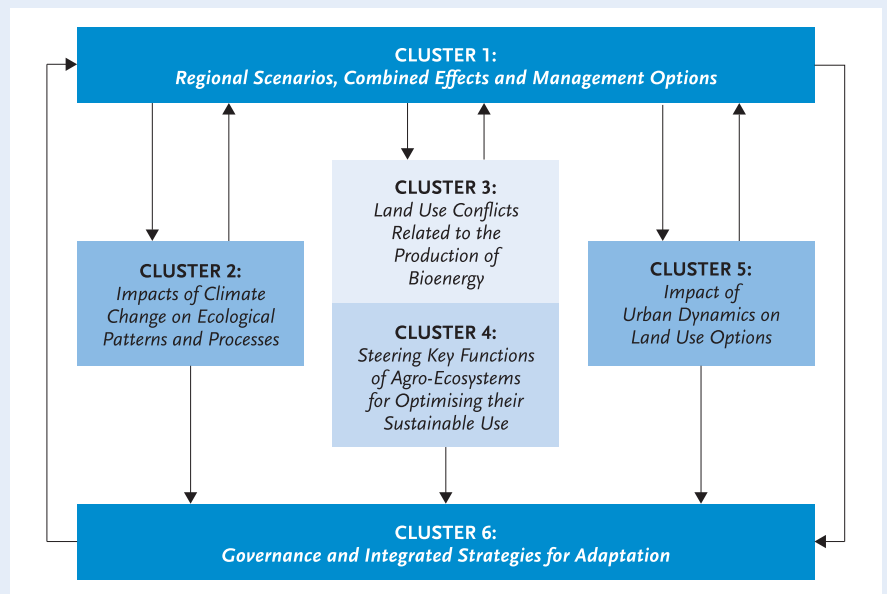 CLUSTER 1:
Regional Scenarios, Combined Effects and Management Options
CLUSTER 3:
Land Use Conflicts
Related to the
Production of
Bioenergy
CLUSTER 2:
Impacts of Climate
Change on Ecological
Patterns and Processes
CLUSTER 5:
Impact of
Urban Dynamics on
Land Use Options
CLUSTER 4:
Steering Key Functions
of Agro-Ecosystems
for Optimising their
Sustainable Use
CLUSTER 6:
Governance and Integrated Strategies for Adaptation